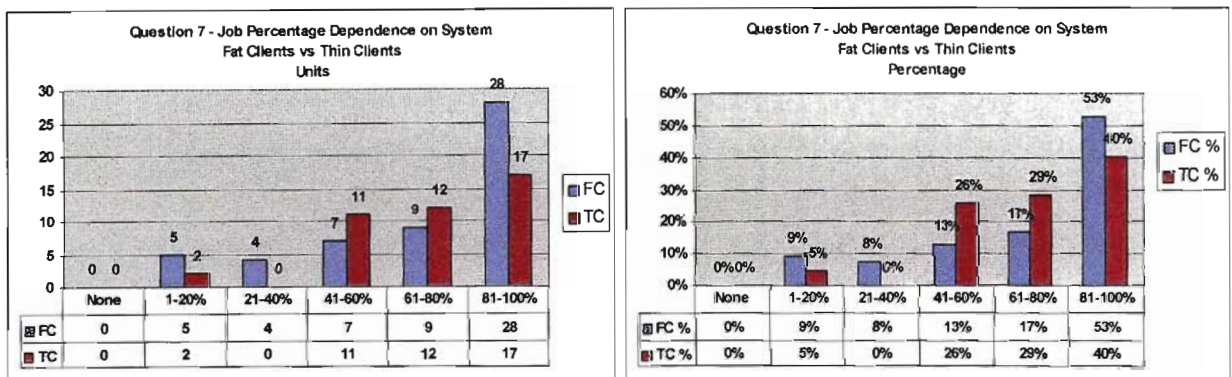 Question 7 - Job Percentage Dependence on System
Fat Clients vs Thin Clients
Units
30
25
20
15
10
5
0
0 0
5
2
4
0
7
11
9
12
28
17
FC
TC
None 1-20% 21-40% 41-60% 61-80% 81-100%
FC 0 5 4 7 9 28
TC 0 2 0 11 12 17
Question 7 - Job Percentage Dependence on System
Fat Clients vs Thin Clients
Percentage
60%
50%
40%
30%
20%
10%
0%
0% 0%
9%
5%
8%
0%
13%
26%
17%
29%
53%
40%
FC %
TC %
None 1-20% 21-40% 41-60% 61-80% 81-100%
FC % 0% 9% 8% 13% 17% 53%
TC % 0% 5% 0% 26% 29% 40%